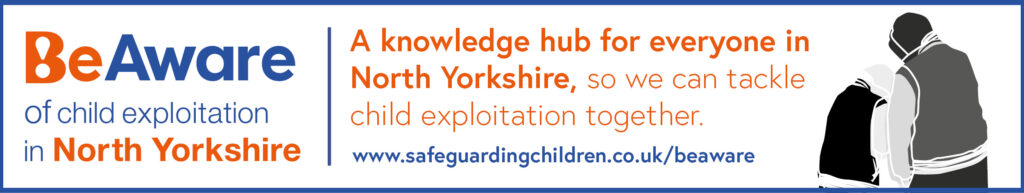 BeAware
of child exploitation
in North Yorkshire
A knowledge hub for everyone in
North Yorkshire, so we can tackle
child exploitation together.
www.safeguardingchildren.co.uk/beaware